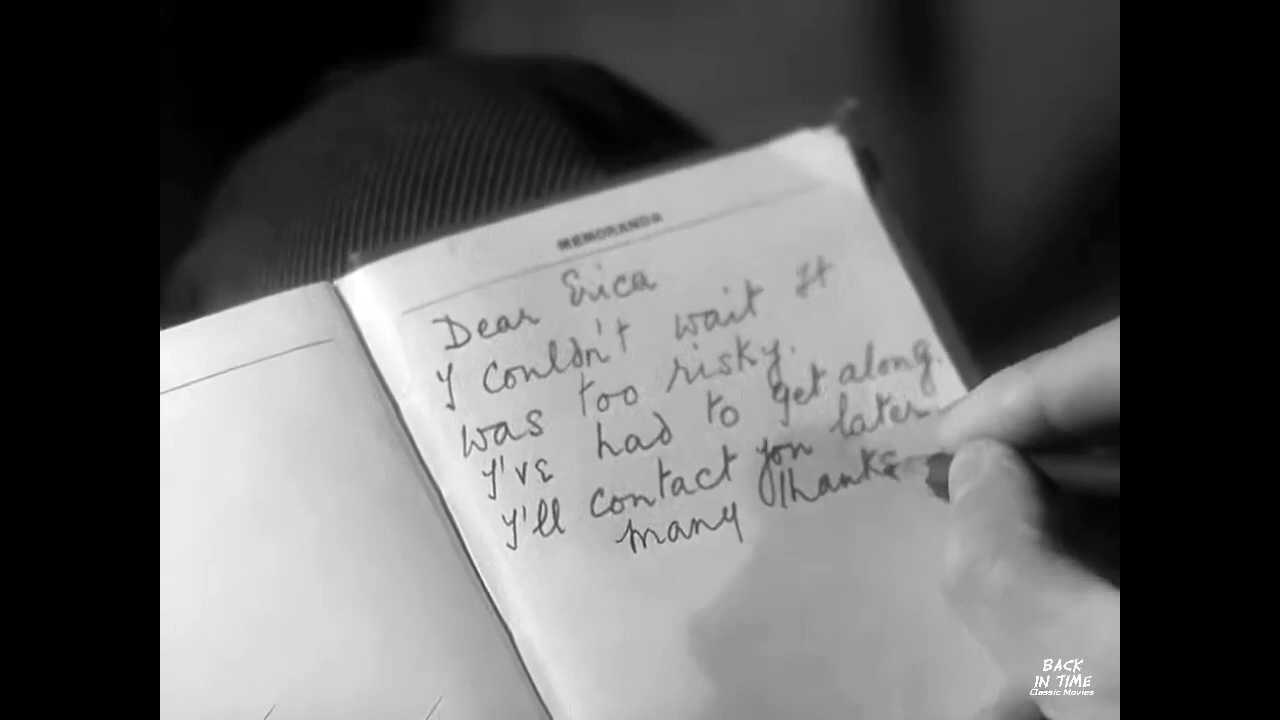 MEMORANDA
Dear Erica
I couldn't wait It
was too risky.
I've had to get along.
I'll contact you later
many thanks
BACK
IN TIME
Classic Movies